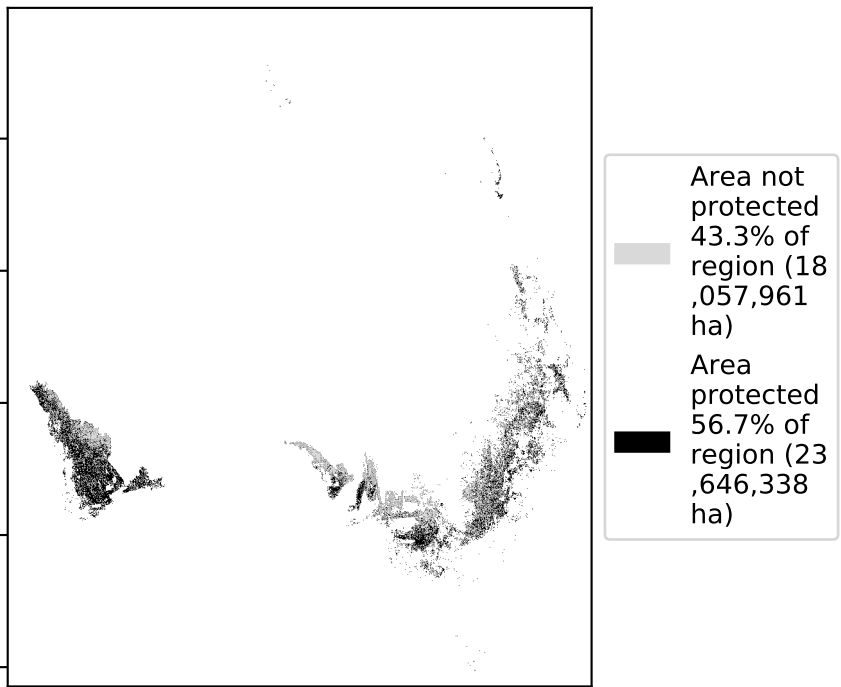 Area not
protected
43.3% of
region (18
,057,961
ha)
Area
protected
56.7% of
region (23
,646,338
ha)